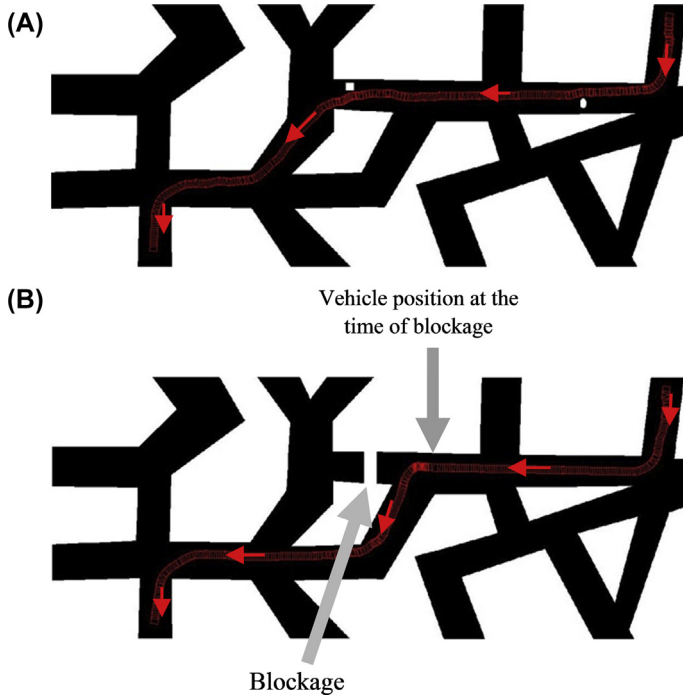 (A)
(B)
Vehicle position at the
time of blockage
Blockage